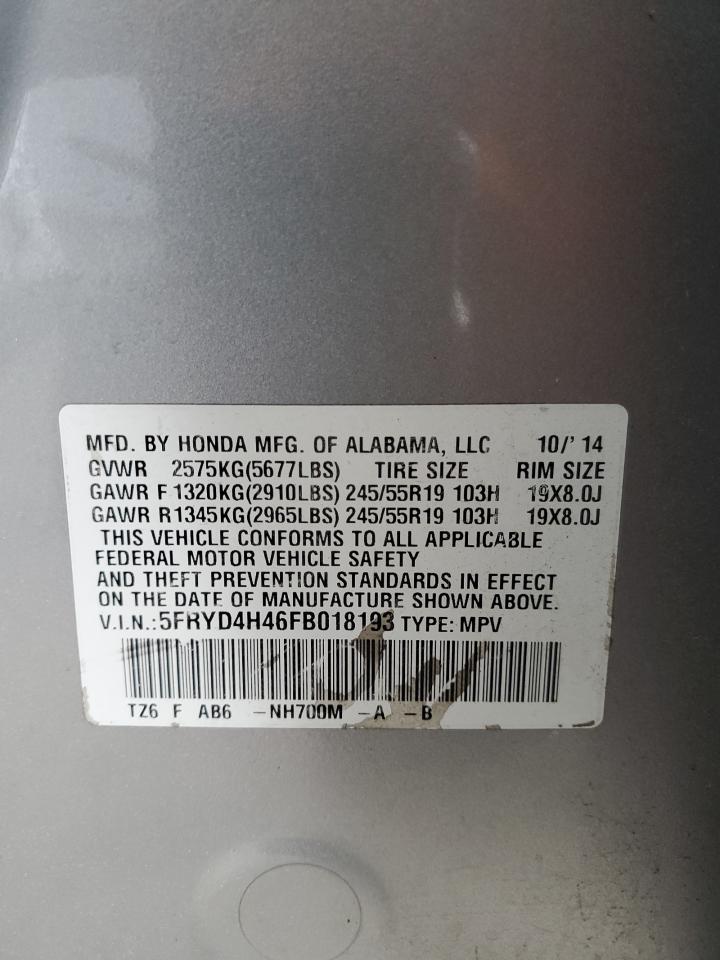 MFD. BY HONDA MFG. OF ALABAMA, LLC 10/'14
GVWR 2575KG(5677LBS) TIRE SIZE RIM SIZE
GAWR F 1320KG(2910LBS) 245/55R19 103H 19X8.0J
GAWR R 1345KG(2965LBS) 245/55R19 103H 19X8.0J
THIS VEHICLE CONFORMS TO ALL APPLICABLE
FEDERAL MOTOR VEHICLE SAFETY
AND THEFT PREVENTION STANDARDS IN EFFECT
ON THE DATE OF MANUFACTURE SHOWN ABOVE.
V.I.N.:5FRYD4H46FB018193 TYPE: MPV
TZ6 F AB6 -NH700M -A -B